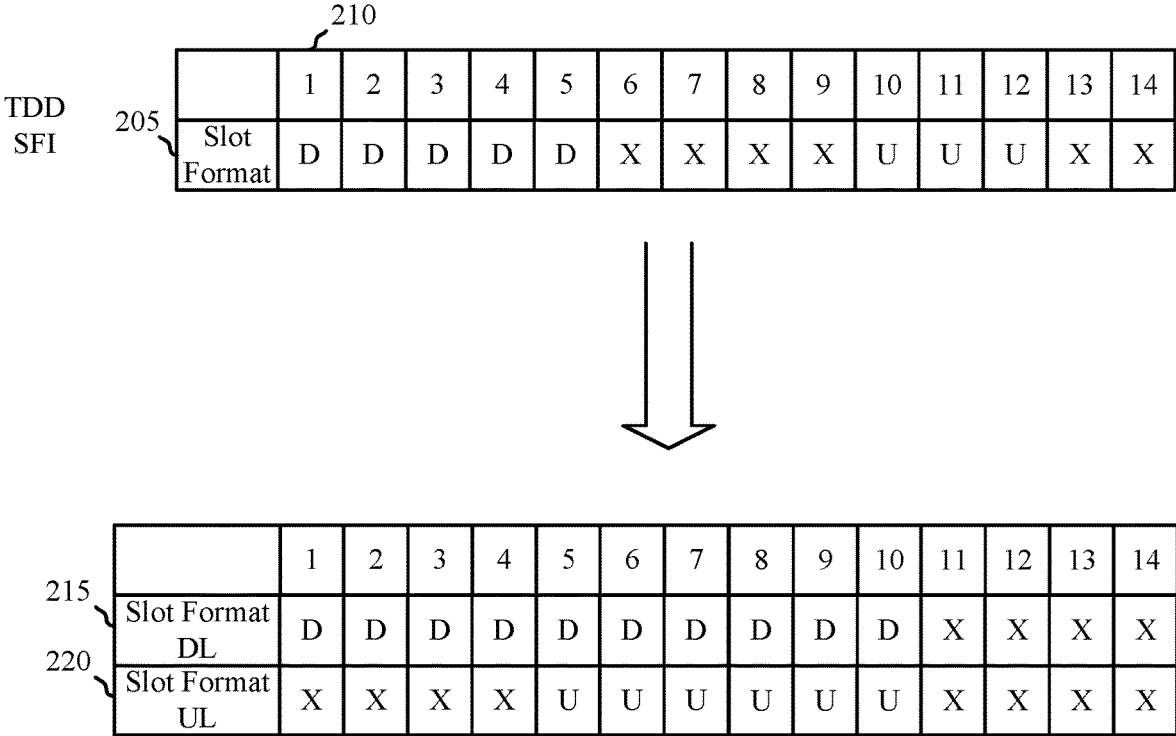 210
1 2 3 4 5 6 7 8 9 10 11 12 13 14
TDD
SFI
205
Slot
Format D D D D D X X X X U U U X X
1 2 3 4 5 6 7 8 9 10 11 12 13 14
215
Slot Format
DL D D D D D D D D D D X X X X
220
Slot Format
UL X X X X U U U U U U X X X X